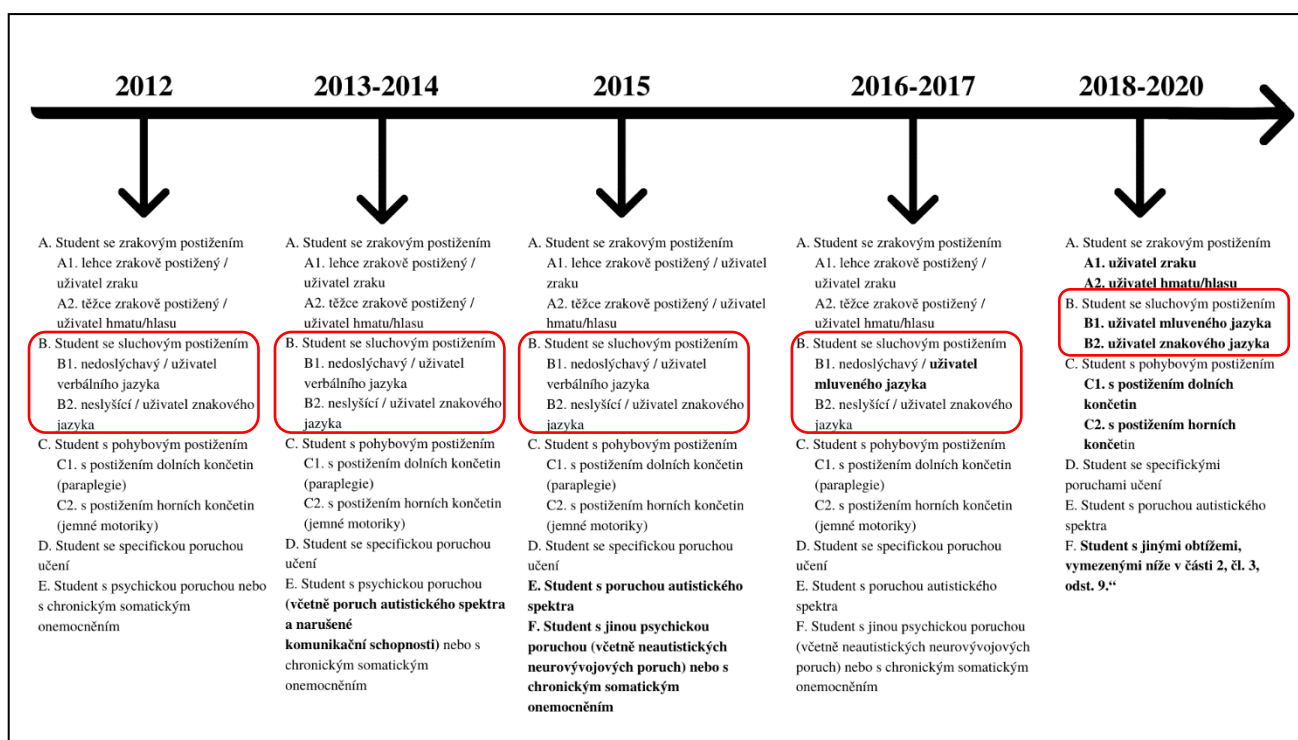 2012
2013-2014
2015
2016-2017
2018-2020
A. Student se zrakovým postižením
A1. lehce zrakově postižený /
uživatel zraku
A2. těžce zrakově postižený /
uživatel hmatu/hlasu
B. Student se sluchovým postižením
B1. nedoslýchavý / uživatel
verbálního jazyka
B2. neslyšící / uživatel znakového
jazyka
C. Student s pohybovým postižením
C1. s postižením dolních končetin
(paraplegie)
C2. s postižením horních končetin
(jemné motoriky)
D. Student se specifickou poruchou
učení
E. Student s psychickou poruchou nebo
s chronickým somatickým
onemocněním
A. Student se zrakovým postižením
A1. lehce zrakově postižený /
uživatel zraku
A2. těžce zrakově postižený /
uživatel hmatu/hlasu
B. Student se sluchovým postižením
B1. nedoslýchavý / uživatel
verbálního jazyka
B2. neslyšící / uživatel znakového
jazyka
C. Student s pohybovým postižením
C1. s postižením dolních končetin
(paraplegie)
C2. s postižením horních končetin
(jemné motoriky)
D. Student se specifickou poruchou
učení
E. Student s psychickou poruchou
(včetně poruch autistického spektra
a narušené
komunikační schopnosti) nebo s
chronickým somatickým
onemocněním
A. Student se zrakovým postižením
A1. lehce zrakově postižený / uživatel
zraku
A2. těžce zrakově postižený / uživatel
hmatu/hlasu
B. Student se sluchovým postižením
B1. nedoslýchavý / uživatel
verbálního jazyka
B2. neslyšící / uživatel znakového
jazyka
C. Student s pohybovým postižením
C1. s postižením dolních končetin
(paraplegie)
C2. s postižením horních končetin
(jemné motoriky)
D. Student se specifickou poruchou
učení
E. Student s poruchou autistického
spektra
F. Student s jinou psychickou
poruchou (včetně neautistických
neurovývojových poruch) nebo s
chronickým somatickým
onemocněním
A. Student se zrakovým postižením
A1. lehce zrakově postižený /
uživatel zraku
A2. těžce zrakově postižený /
uživatel hmatu/hlasu
B. Student se sluchovým postižením
B1. nedoslýchavý / uživatel
mluveného jazyka
B2. neslyšící / uživatel znakového
jazyka
C. Student s pohybovým postižením
C1. s postižením dolních končetin
(paraplegie)
C2. s postižením horních končetin
(jemné motoriky)
D. Student se specifickou poruchou
učení
E. Student s poruchou autistického
spektra
F. Student s jinou psychickou poruchou
(včetně neautistických neurovývojových
poruch) nebo s chronickým somatickým
onemocněním
A. Student se zrakovým postižením
A1. uživatel zraku
A2. uživatel hmatu/hlasu
B. Student se sluchovým postižením
B1. uživatel mluveného jazyka
B2. uživatel znakového jazyka
C. Student s pohybovým postižením
C1. s postižením dolních
končetin
C2. s postižením horních
končetin
D. Student se specifickými
poruchami učení
E. Student s poruchou autistického
spektra
F. Student s jinými obtížemi,
vymezenými níže v části 2, čl. 3,
odst. 9.“